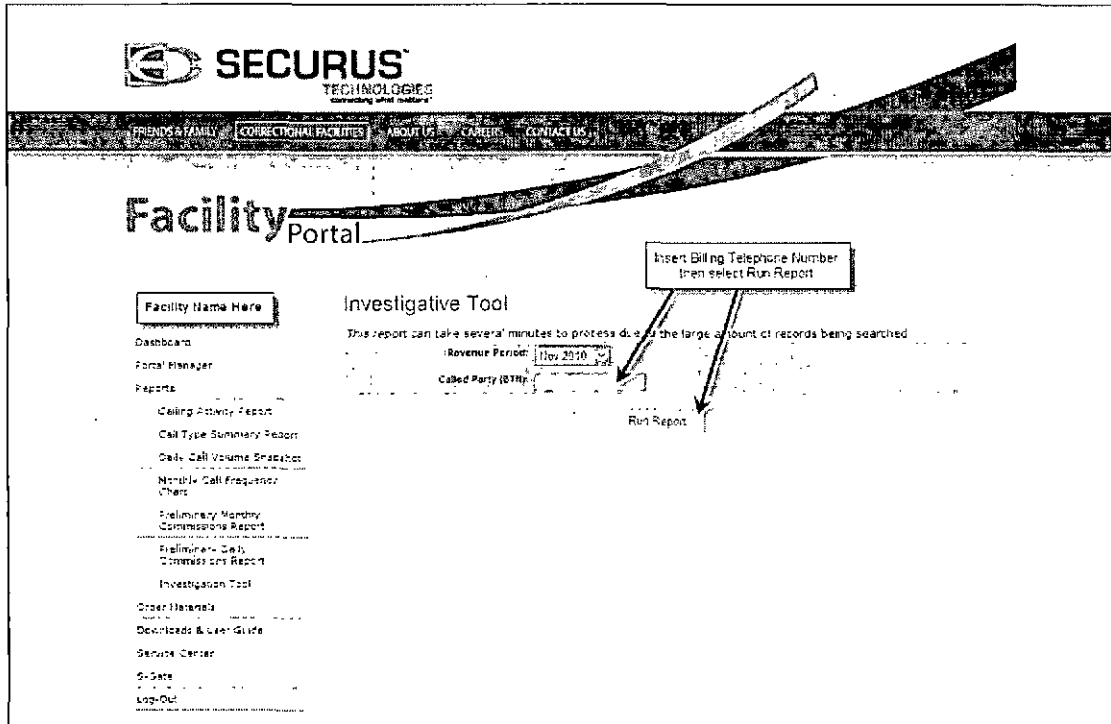 SECURUS™
TECHNOLOGIES
connecting what matters™
FRIENDS & FAMILY CORRECTIONAL FACILITIES ABOUT US CAREERS CONTACT US
Facility Portal
Insert Billing Telephone Number
then select Run Report
Facility Name Here
Investigative Tool
This report can take several minutes to process due to the large amount of records being searched
Revenue Period: Nov 2010
Called Party (BTN):
Run Report
Dashboard
Portal Manager
Reports
Calling Activity Report
Call Type Summary Report
Daily Call Volume Snapshot
Monthly Call Frequency
Chart
Preliminary Monthly
Commissions Report
Preliminary Daily
Commissions Report
Investigation Tool
Order Materials
Downloads & User Guide
Service Center
S-Gate
Log-Out